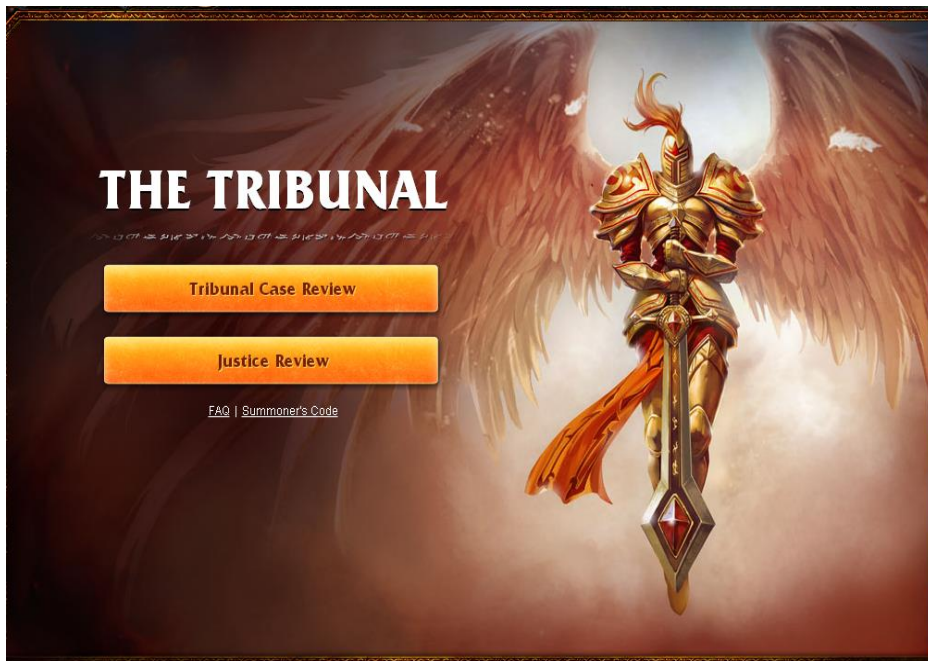 THE TRIBUNAL
Tribunal Case Review
Justice Review
FAQ | Summoner's Code